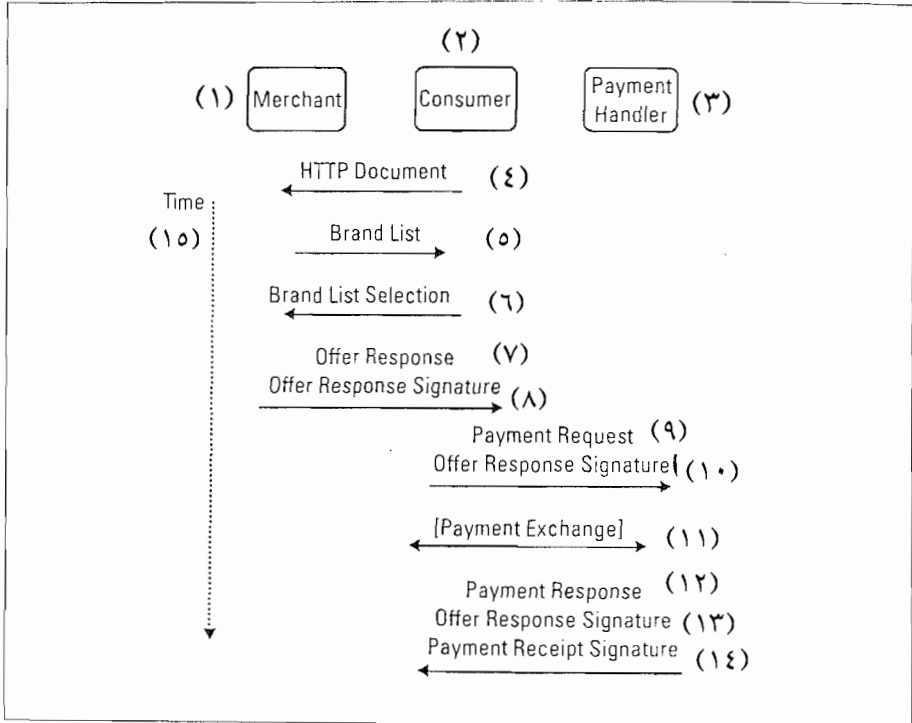 (٢)
(١) Merchant
Consumer
Payment
Handler (٣)
HTTP Document (٤)
Time
(١٥)
Brand List (٥)
Brand List Selection (٦)
Offer Response (٧)
Offer Response Signature (٨)
Payment Request (٩)
Offer Response Signature (١٠)
[Payment Exchange] (١١)
Payment Response (١٢)
Offer Response Signature (١٣)
Payment Receipt Signature (١٤)